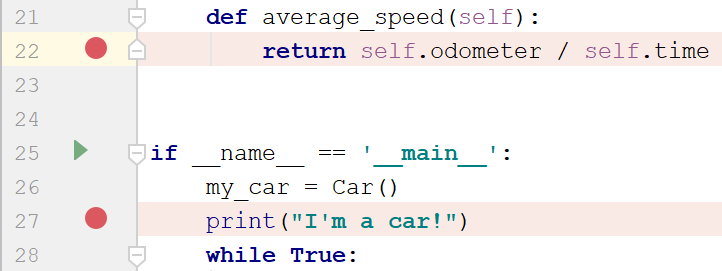 21 def average_speed(self):
22 return self.odometer / self.time
23
24
25 if __name__ == '__main__':
26 my_car = Car()
27 print("I'm a car!")
28 while True: